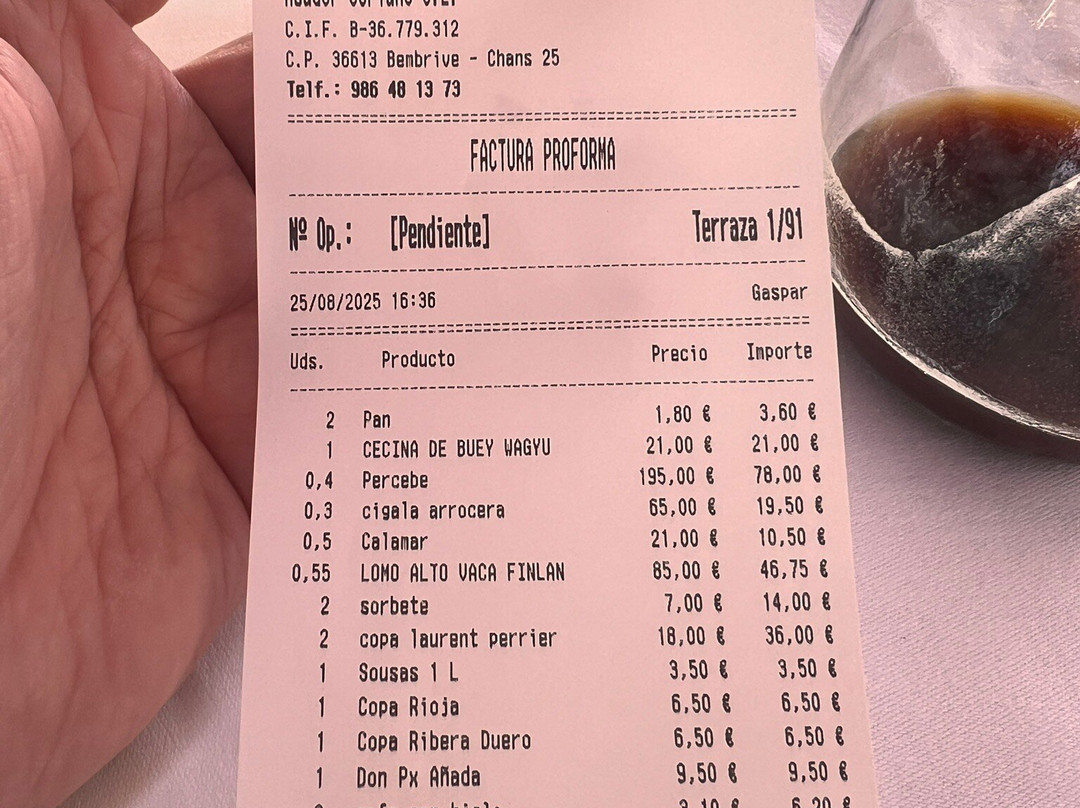 C.I.F. B-36.779.312
C.P. 36613 Bembrive - Chans 25
Telf.: 986 48 13 73
FACTURA PROFORMA
Nº Op.: [Pendiente] Terraza 1/91
25/08/2025 16:36 Gaspar
Uds. Producto Precio Importe
2 Pan 1,80 € 3,60 €
1 CECINA DE BUEY WAGYU 21,00 € 21,00 €
0,4 Percebe 195,00 € 78,00 €
0,3 cigala arrocera 65,00 € 19,50 €
0,5 Calamar 21,00 € 10,50 €
0,55 LOMO ALTO VACA FINLAN 85,00 € 46,75 €
2 sorbete 7,00 € 14,00 €
2 copa laurent perrier 18,00 € 36,00 €
1 Sousas 1 L 3,50 € 3,50 €
1 Copa Rioja 6,50 € 6,50 €
1 Copa Ribera Duero 6,50 € 6,50 €
1 Don Px Añada 9,50 € 9,50 €
3,10 € 6,20 €